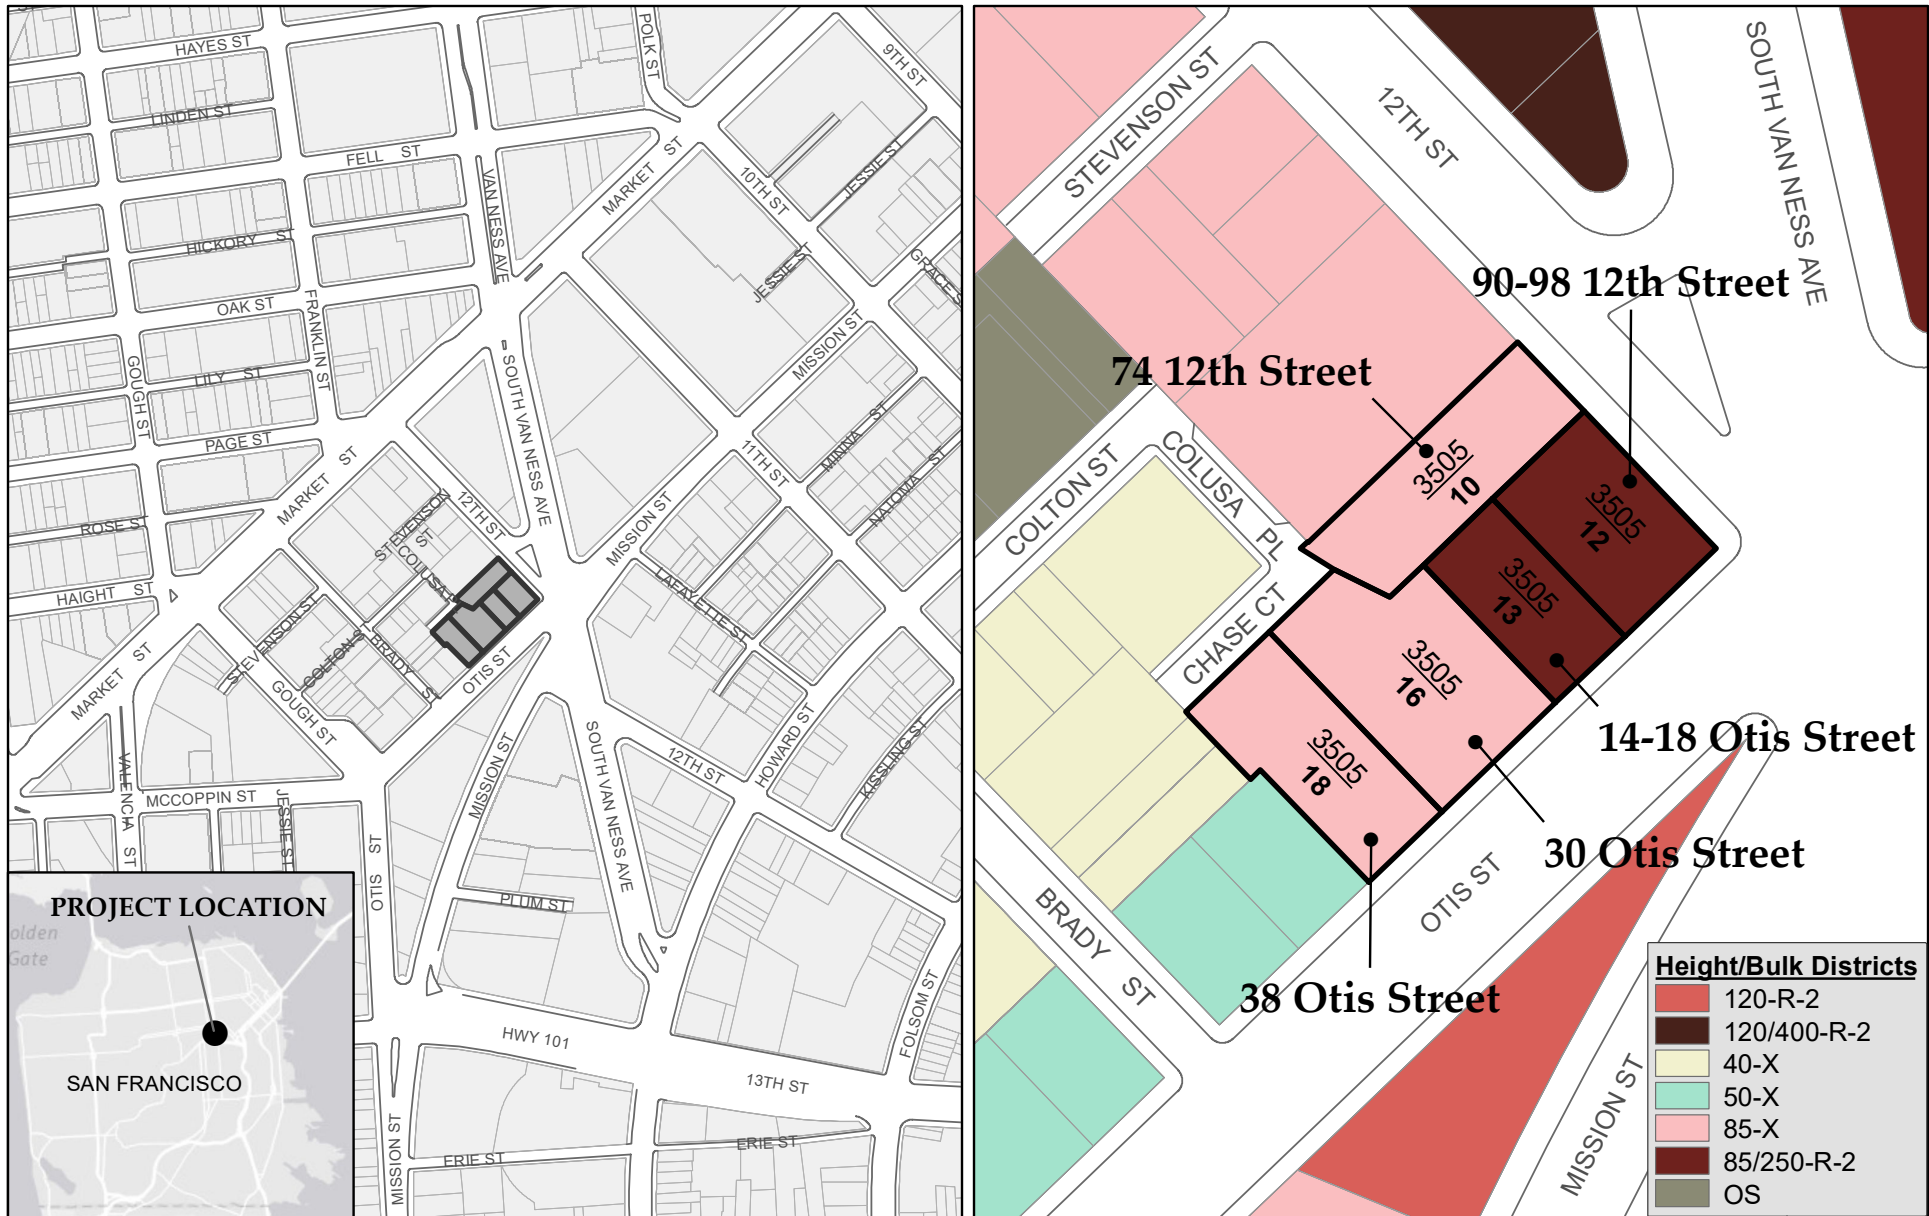 HAYES ST
POLK ST
9TH ST
LINDEN ST
FELL ST
MARKET ST
JESSIE ST
10TH ST
VAN NESS AVE
HICKORY ST
JESSIE ST
GRACE S
OAK ST
FRANKLIN ST
MISSION ST
GOUGH ST
LILY ST
SOUTH VAN NESS AVE
PAGE ST
MARKET ST
11TH ST
MINNA ST
NATOMA ST
12TH ST
ROSE ST
STEVENSON ST
MISSION ST
COLUSA P
HAIGHT ST
LAFAYETTE ST
STEVENSON ST
COLTON ST
BRADY ST
OTIS ST
MARKET ST
GOUGH ST
MISSION ST
SOUTH VAN NESS AVE
12TH ST
HOWARD ST
KISSLING ST
VALENCIA ST
MCCOPPIN ST
JESSIE ST
OTIS ST
PLUM ST
FOLSOM ST
HWY 101
13TH ST
MISSION ST
ERIE ST
ERIE ST
PROJECT LOCATION
olden
Gate
SAN FRANCISCO
STEVENSON ST
12TH ST
SOUTH VAN NESS AVE
90-98 12th Street
74 12th Street
COLTON ST
COLUSA PL
3505
10
3505
12
3505
13
CHASE CT
3505
16
14-18 Otis Street
3505
18
30 Otis Street
BRADY ST
OTIS ST
38 Otis Street
MISSION ST
Height/Bulk Districts
120-R-2
120/400-R-2
40-X
50-X
85-X
85/250-R-2
OS